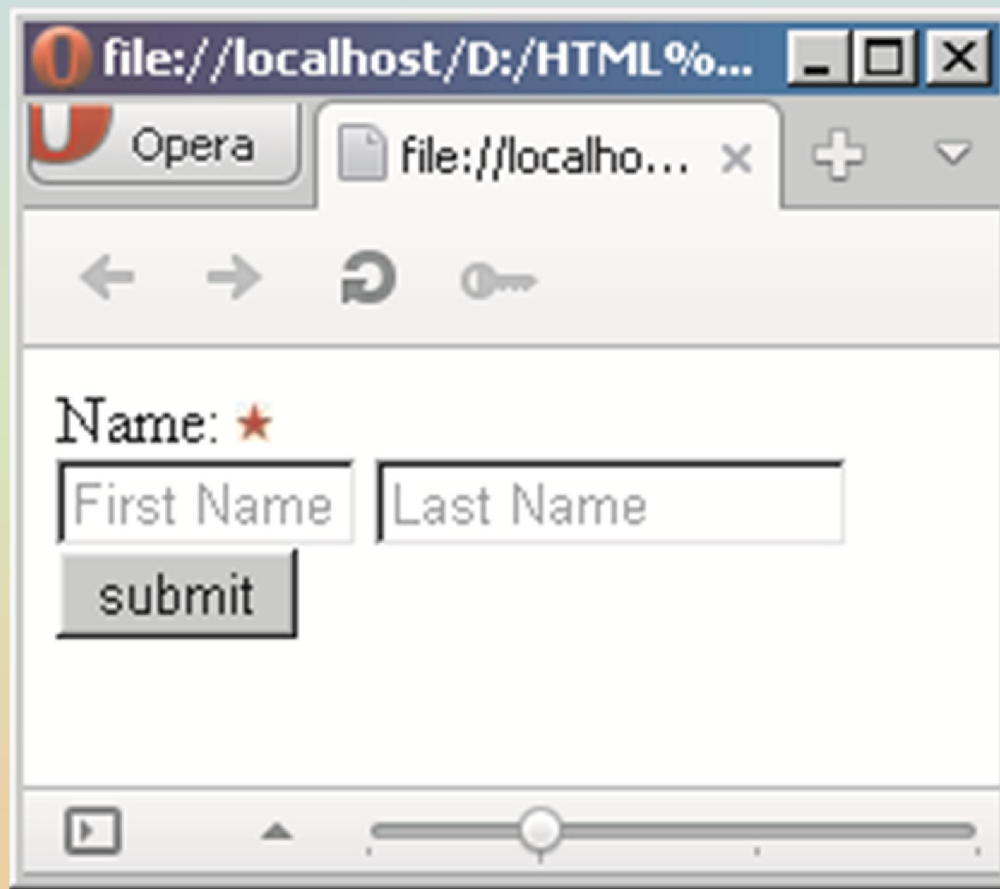 file://localhost/D:/HTML%...
Opera
file://localho...
Name:
First Name
Last Name
submit